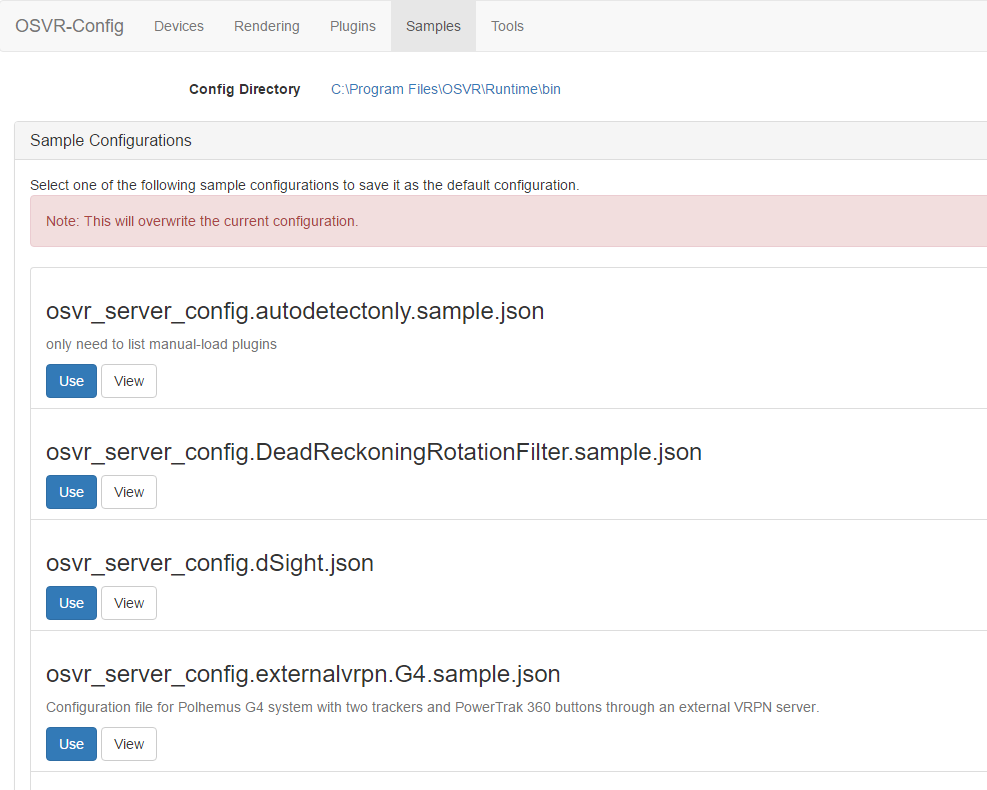 OSVR-Config Devices Rendering Plugins Samples Tools
Config Directory C:\Program Files\OSVR\Runtime\bin
Sample Configurations
Select one of the following sample configurations to save it as the default configuration.
Note: This will overwrite the current configuration.
osvr_server_config.autodetectonly.sample.json
only need to list manual-load plugins
Use View
osvr_server_config.DeadReckoningRotationFilter.sample.json
Use View
osvr_server_config.dSight.json
Use View
osvr_server_config.externalvrpn.G4.sample.json
Configuration file for Polhemus G4 system with two trackers and PowerTrak 360 buttons through an external VRPN server.
Use View